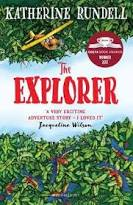 KATHERINE RUNDELL
The
EXPLORER
'A VERY EXCITING
ADVENTURE STORY – I LOVED IT'
Jacqueline Wilson